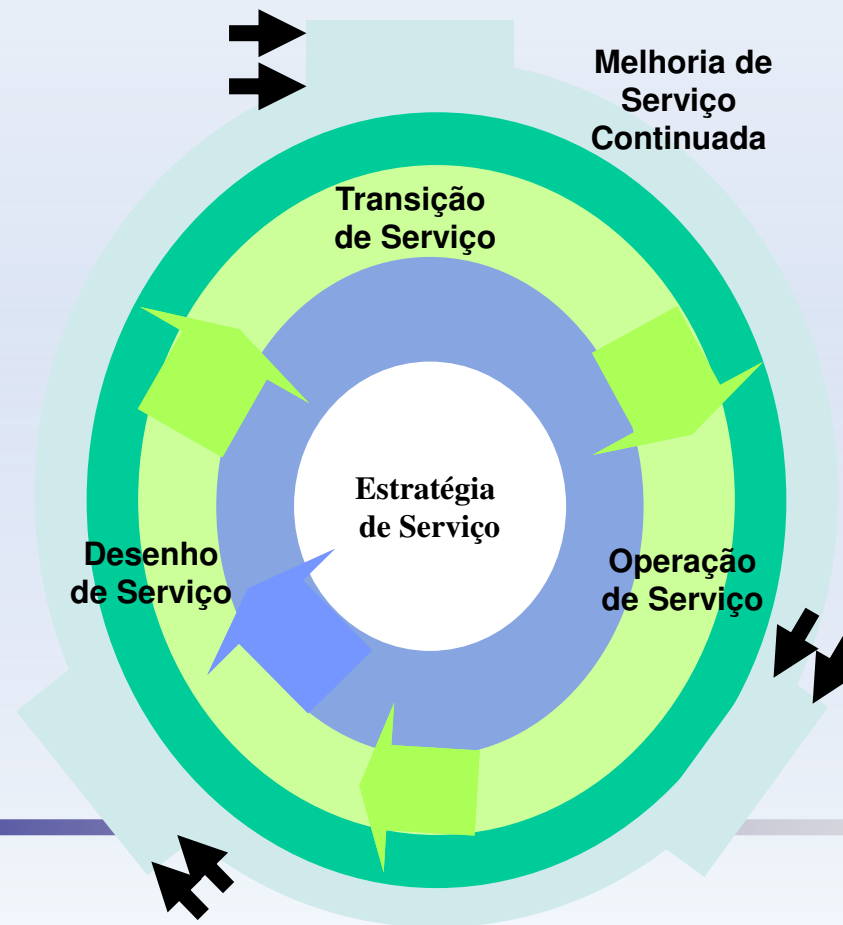 Melhoria de
Serviço
Continuada
Transição
de Serviço
Estratégia
de Serviço
Desenho
de Serviço
Operação
de Serviço